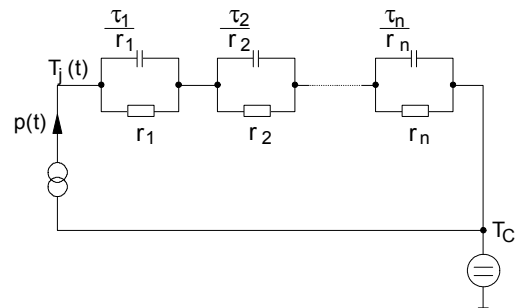 τ1 τ2 τn
r1 r2 rn
Tj (t)
r1 r2 rn
p(t)
TC